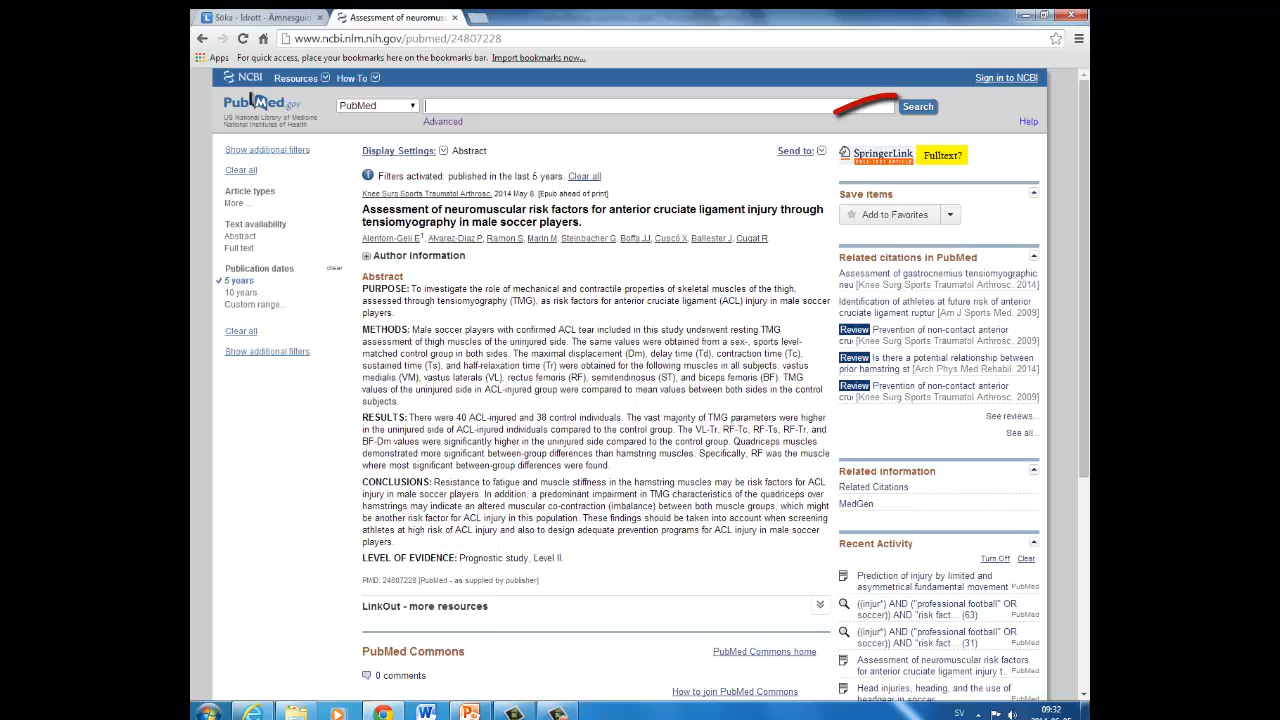 Söka - Idrott - Ämnesguid
Assessment of neuromusc
www.ncbi.nlm.nih.gov/pubmed/24807228
Apps For quick access, place your bookmarks here on the bookmarks bar. Import bookmarks now...
NCBI Resources How To Sign in to NCBI
PubMed.gov
US National Library of Medicine
National Institutes of Health
PubMed
Search
Advanced
Help
Show additional filters
Clear all
Article types
More ...
Text availability
Abstract
Full text
Publication dates clear
5 years
10 years
Custom range...
Clear all
Show additional filters
Display Settings: Abstract
Send to:
Filters activated: published in the last 5 years. Clear all
Knee Surg Sports Traumatol Arthrosc. 2014 May 8. [Epub ahead of print]
Assessment of neuromuscular risk factors for anterior cruciate ligament injury through
tensiomyography in male soccer players.
Alentorn-Geli E1, Alvarez-Diaz P, Ramon S, Marin M, Steinbacher G, Boffa JJ, Cuscó X, Ballester J, Cugat R
Author information
Abstract
PURPOSE: To investigate the role of mechanical and contractile properties of skeletal muscles of the thigh,
assessed through tensiomyography (TMG), as risk factors for anterior cruciate ligament (ACL) injury in male soccer
players.
METHODS: Male soccer players with confirmed ACL tear included in this study underwent resting TMG
assessment of thigh muscles of the uninjured side. The same values were obtained from a sex-, sports level-
matched control group in both sides. The maximal displacement (Dm), delay time (Td), contraction time (Tc),
sustained time (Ts), and half-relaxation time (Tr) were obtained for the following muscles in all subjects: vastus
medialis (VM), vastus lateralis (VL), rectus femoris (RF), semitendinosus (ST), and biceps femoris (BF). TMG
values of the uninjured side in ACL-injured group were compared to mean values between both sides in the control
subjects.
RESULTS: There were 40 ACL-injured and 38 control individuals. The vast majority of TMG parameters were higher
in the uninjured side of ACL-injured individuals compared to the control group. The VL-Tr, RF-Tc, RF-Ts, RF-Tr, and
BF-Dm values were significantly higher in the uninjured side compared to the control group. Quadriceps muscles
demonstrated more significant between-group differences than hamstring muscles. Specifically, RF was the muscle
where most significant between-group differences were found.
CONCLUSIONS: Resistance to fatigue and muscle stiffness in the hamstring muscles may be risk factors for ACL
injury in male soccer players. In addition, a predominant impairment in TMG characteristics of the quadriceps over
hamstrings may indicate an altered muscular co-contraction (imbalance) between both muscle groups, which might
be another risk factor for ACL injury in this population. These findings should be taken into account when screening
athletes at high risk of ACL injury and also to design adequate prevention programs for ACL injury in male soccer
players.
LEVEL OF EVIDENCE: Prognostic study, Level II.
PMID: 24807228 [PubMed - as supplied by publisher]
LinkOut - more resources
PubMed Commons PubMed Commons home
0 comments
How to join PubMed Commons
SpringerLink
FULL-TEXT ARTICLE
Fulltext?
Save items
Add to Favorites
Related citations in PubMed
Assessment of gastrocnemius tensiomyographic
neu [Knee Surg Sports Traumatol Arthrosc. 2014]
Identification of athletes at future risk of anterior
cruciate ligament ruptur [Am J Sports Med. 2009]
Review Prevention of non-contact anterior
cruc [Knee Surg Sports Traumatol Arthrosc. 2009]
Review Is there a potential relationship between
prior hamstring st [Arch Phys Med Rehabil. 2014]
Review Prevention of non-contact anterior
cruc [Knee Surg Sports Traumatol Arthrosc. 2009]
See reviews...
See all...
Related information
Related Citations
MedGen
Recent Activity
Turn Off Clear
Prediction of injury by limited and
asymmetrical fundamental movement PubMed
((injur*) AND ("professional football" OR
soccer)) AND "risk fact... (63) PubMed
((injur*) AND ("professional football" OR
soccer)) AND "risk fact... (31) PubMed
Assessment of neuromuscular risk factors
for anterior cruciate ligament injury t... PubMed
Head injuries, heading, and the use of
headgear in soccer PubMed
SV
09:32
2014-06-05